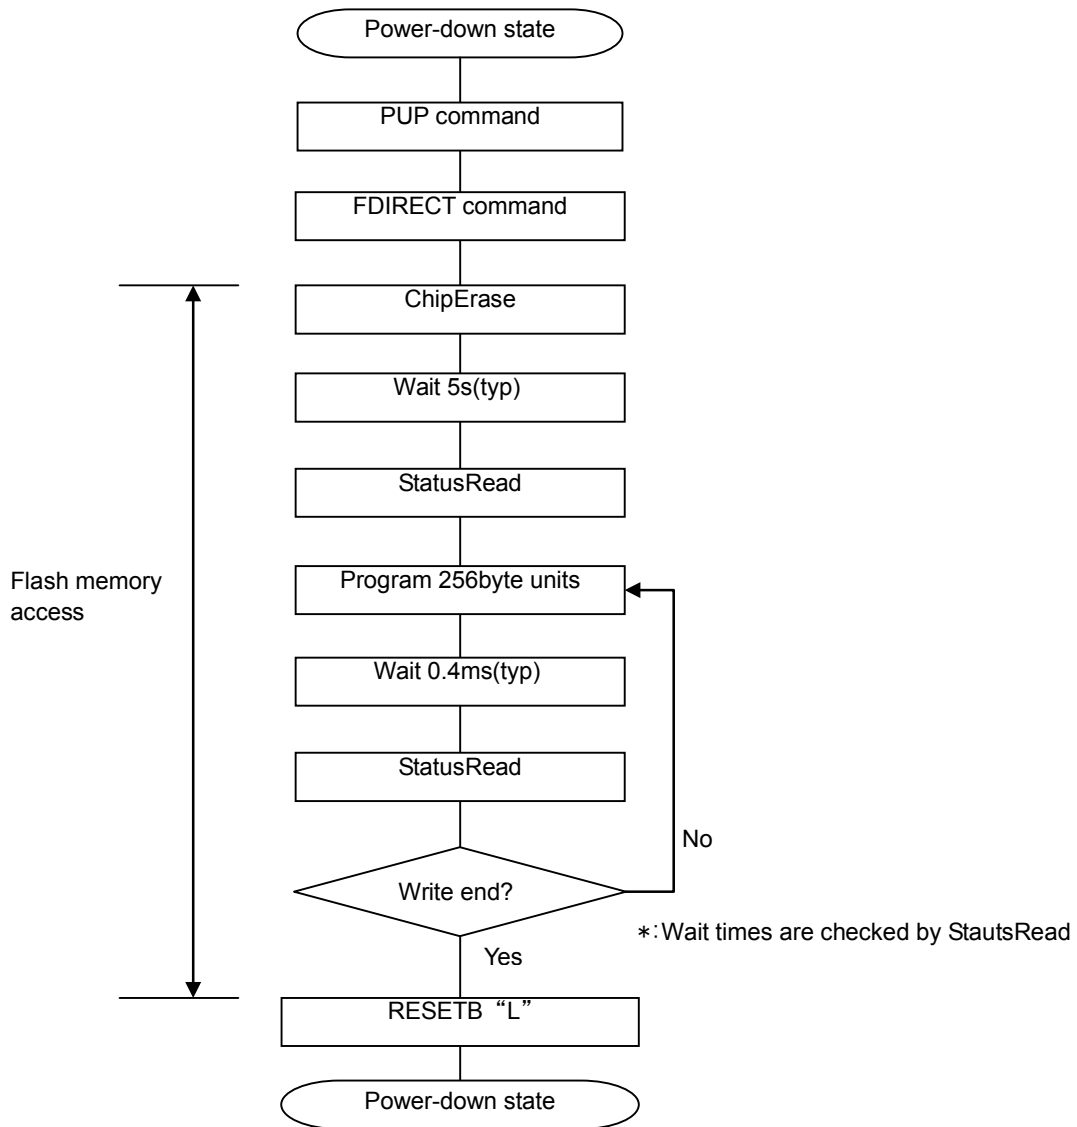 Power-down state
PUP command
FDIRECT command
ChipErase
Wait 5s(typ)
StatusRead
Flash memory
access
Program 256byte units
Wait 0.4ms(typ)
StatusRead
No
Write end?
*:Wait times are checked by StautsRead
Yes
RESETB “L”
Power-down state